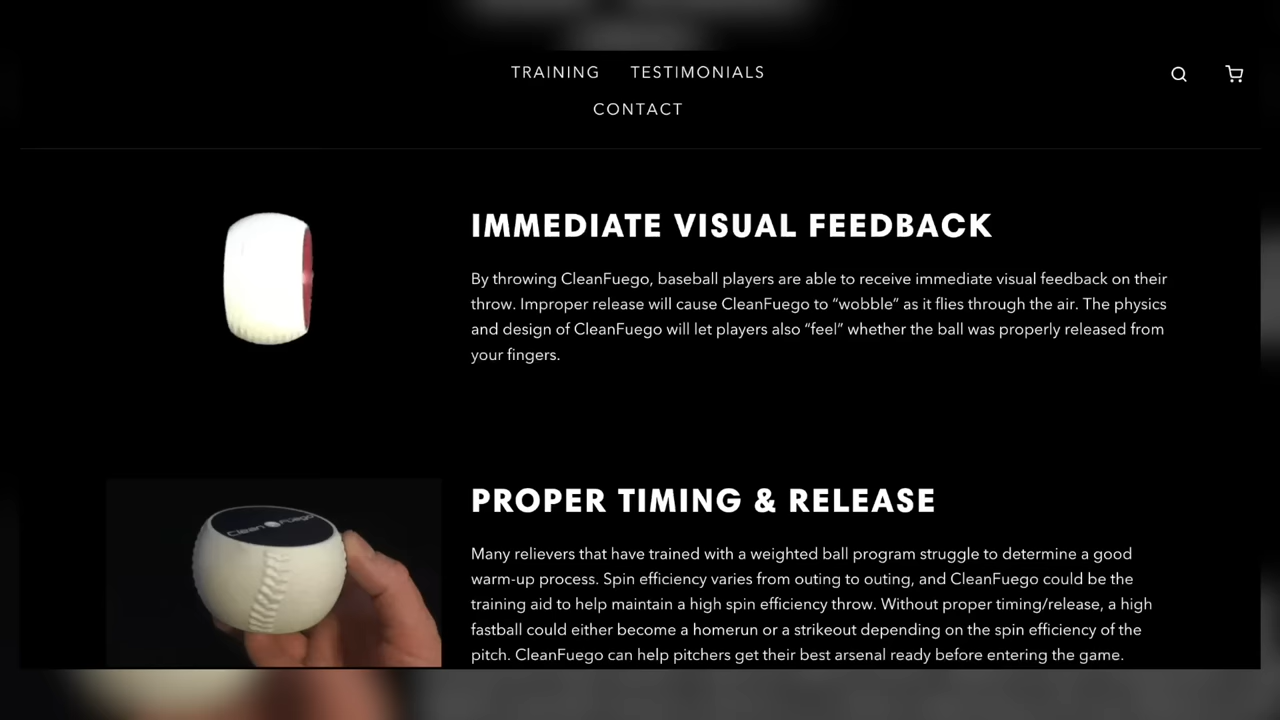 TRAINING TESTIMONIALS
CONTACT
IMMEDIATE VISUAL FEEDBACK
By throwing CleanFuego, baseball players are able to receive immediate visual feedback on their
throw. Improper release will cause CleanFuego to “wobble” as it flies through the air. The physics
and design of CleanFuego will let players also “feel” whether the ball was properly released from
your fingers.
Clean Fuego
PROPER TIMING & RELEASE
Many relievers that have trained with a weighted ball program struggle to determine a good
warm-up process. Spin efficiency varies from outing to outing, and CleanFuego could be the
training aid to help maintain a high spin efficiency throw. Without proper timing/release, a high
fastball could either become a homerun or a strikeout depending on the spin efficiency of the
pitch. CleanFuego can help pitchers get their best arsenal ready before entering the game.